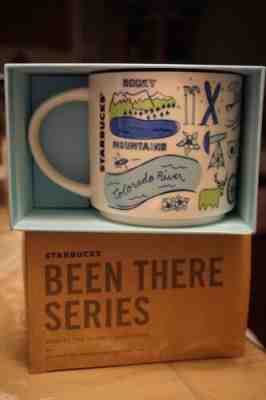 ROCKY
STARBUCKS
MOUNTAINS
Colorado River
STARBUCKS
BEEN THERE
SERIES